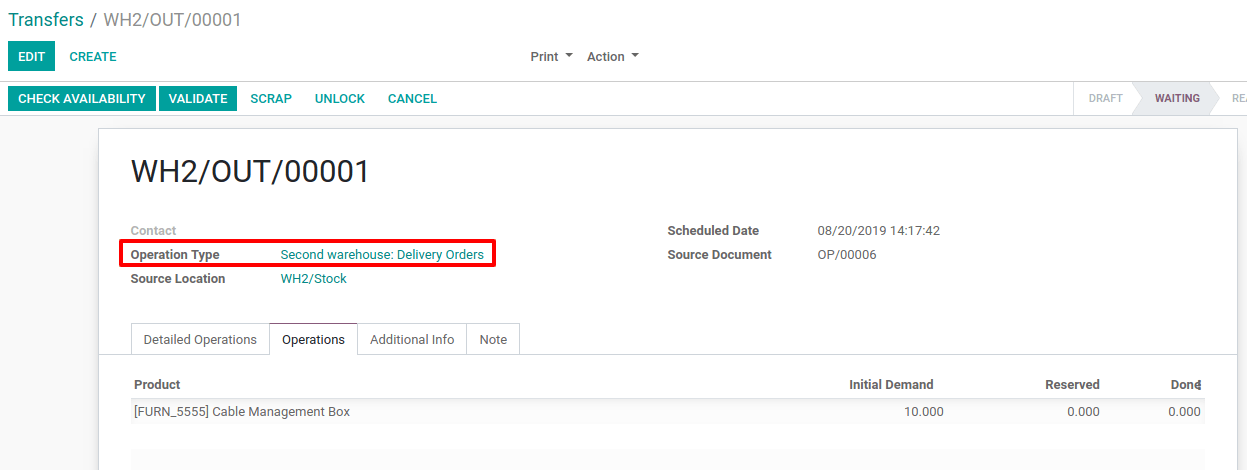 Transfers / WH2/OUT/00001
EDIT CREATE Print Action
CHECK AVAILABILITY VALIDATE SCRAP UNLOCK CANCEL DRAFT WAITING REA
WH2/OUT/00001
Contact Scheduled Date 08/20/2019 14:17:42
Operation Type Second warehouse: Delivery Orders Source Document OP/00006
Source Location WH2/Stock
Detailed Operations Operations Additional Info Note
Product Initial Demand Reserved Done
[FURN_5555] Cable Management Box 10.000 0.000 0.000